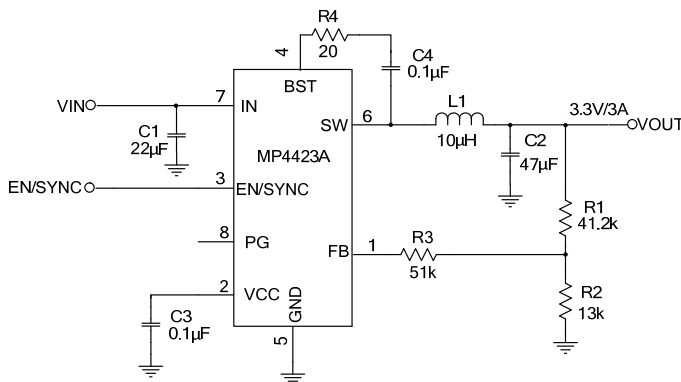 R4
20
4
BST
C4
0.1µF
VIN
7
IN
C1
22µF
SW
6
L1
10µH
3.3V/3A
VOUT
C2
47µF
MP4423A
EN/SYNC
3
EN/SYNC
R1
41.2k
8
PG
FB
1
R3
51k
2
VCC
GND
5
C3
0.1µF
R2
13k